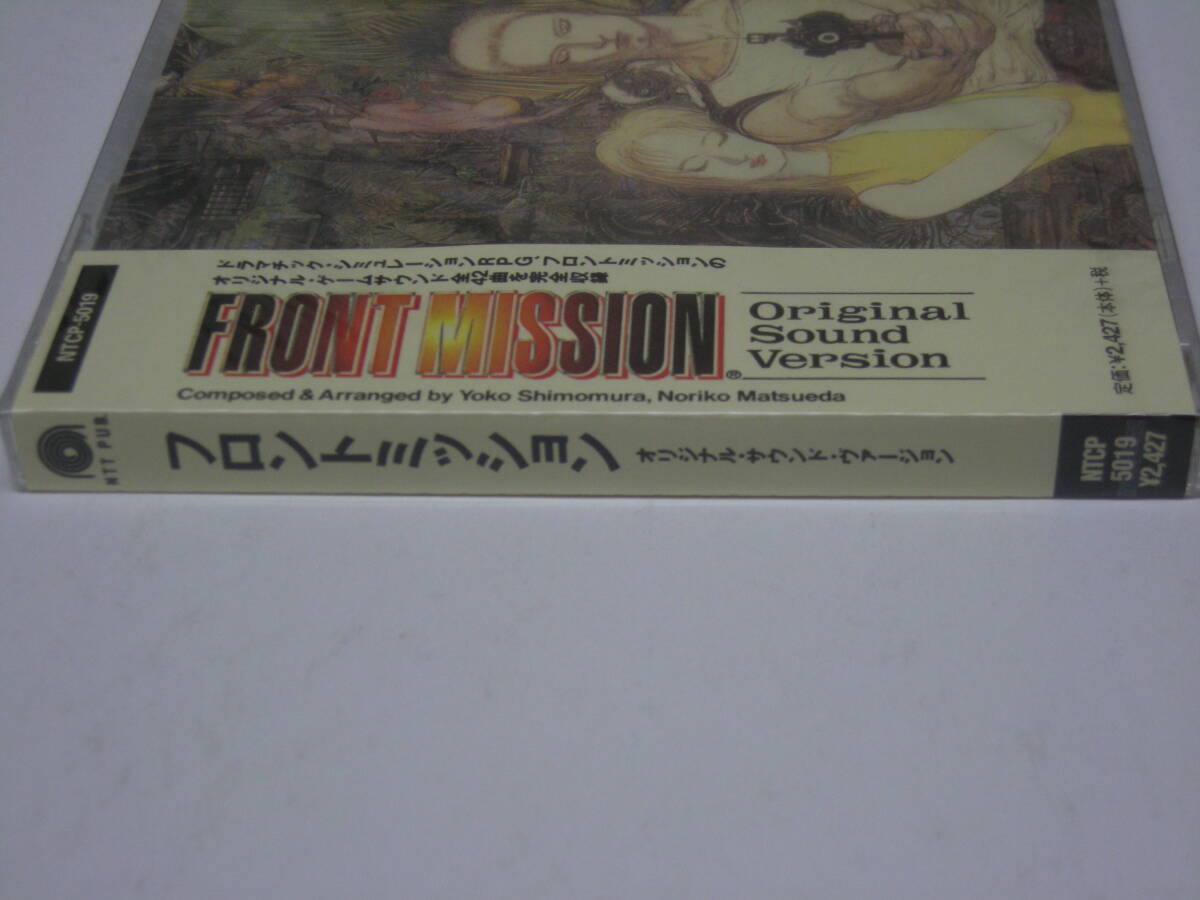 NTCP-5019
ドラマチック・シミュレーションRPG、フロントミッションの
オリジナル・ゲームサウンド全42曲を完全収録
FRONT MISSION®
Original
Sound
Version
Composed & Arranged by Yoko Shimomura, Noriko Matsueda
定価:¥2,427(本体)+税
NTT PUB.
フロントミッション
オリジナル・サウンド・ヴァージョン
NTCP
5019
¥2,427